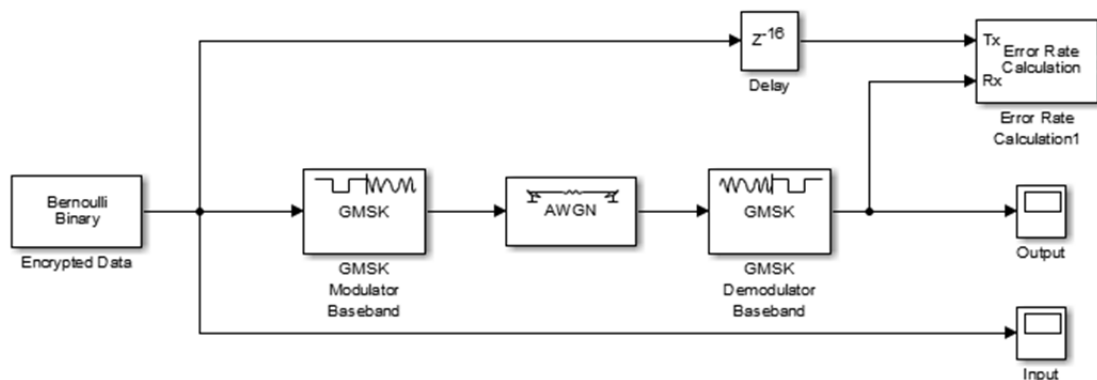 Z-16
Delay
Tx
Rx
Error Rate
Calculation
Error Rate
Calculation1
Bernoulli
Binary
Encrypted Data
GMSK
GMSK
Modulator
Baseband
AWGN
GMSK
GMSK
Demodulator
Baseband
Output
Input